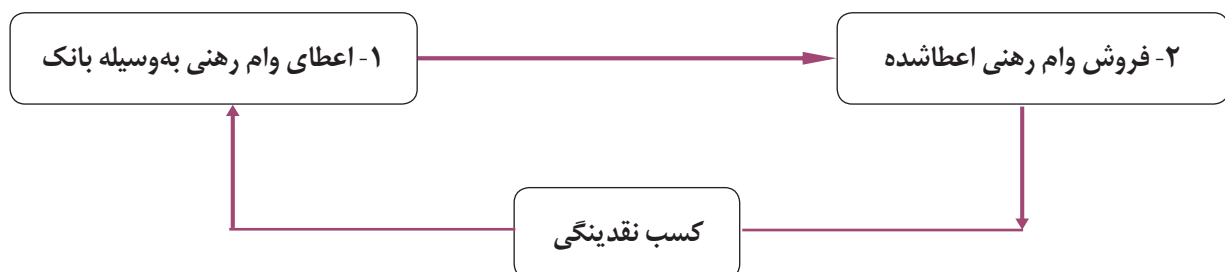 ۱- اعطای وام رهنی به‌وسیله بانک
۲- فروش وام رهنی اعطاشده
کسب نقدینگی